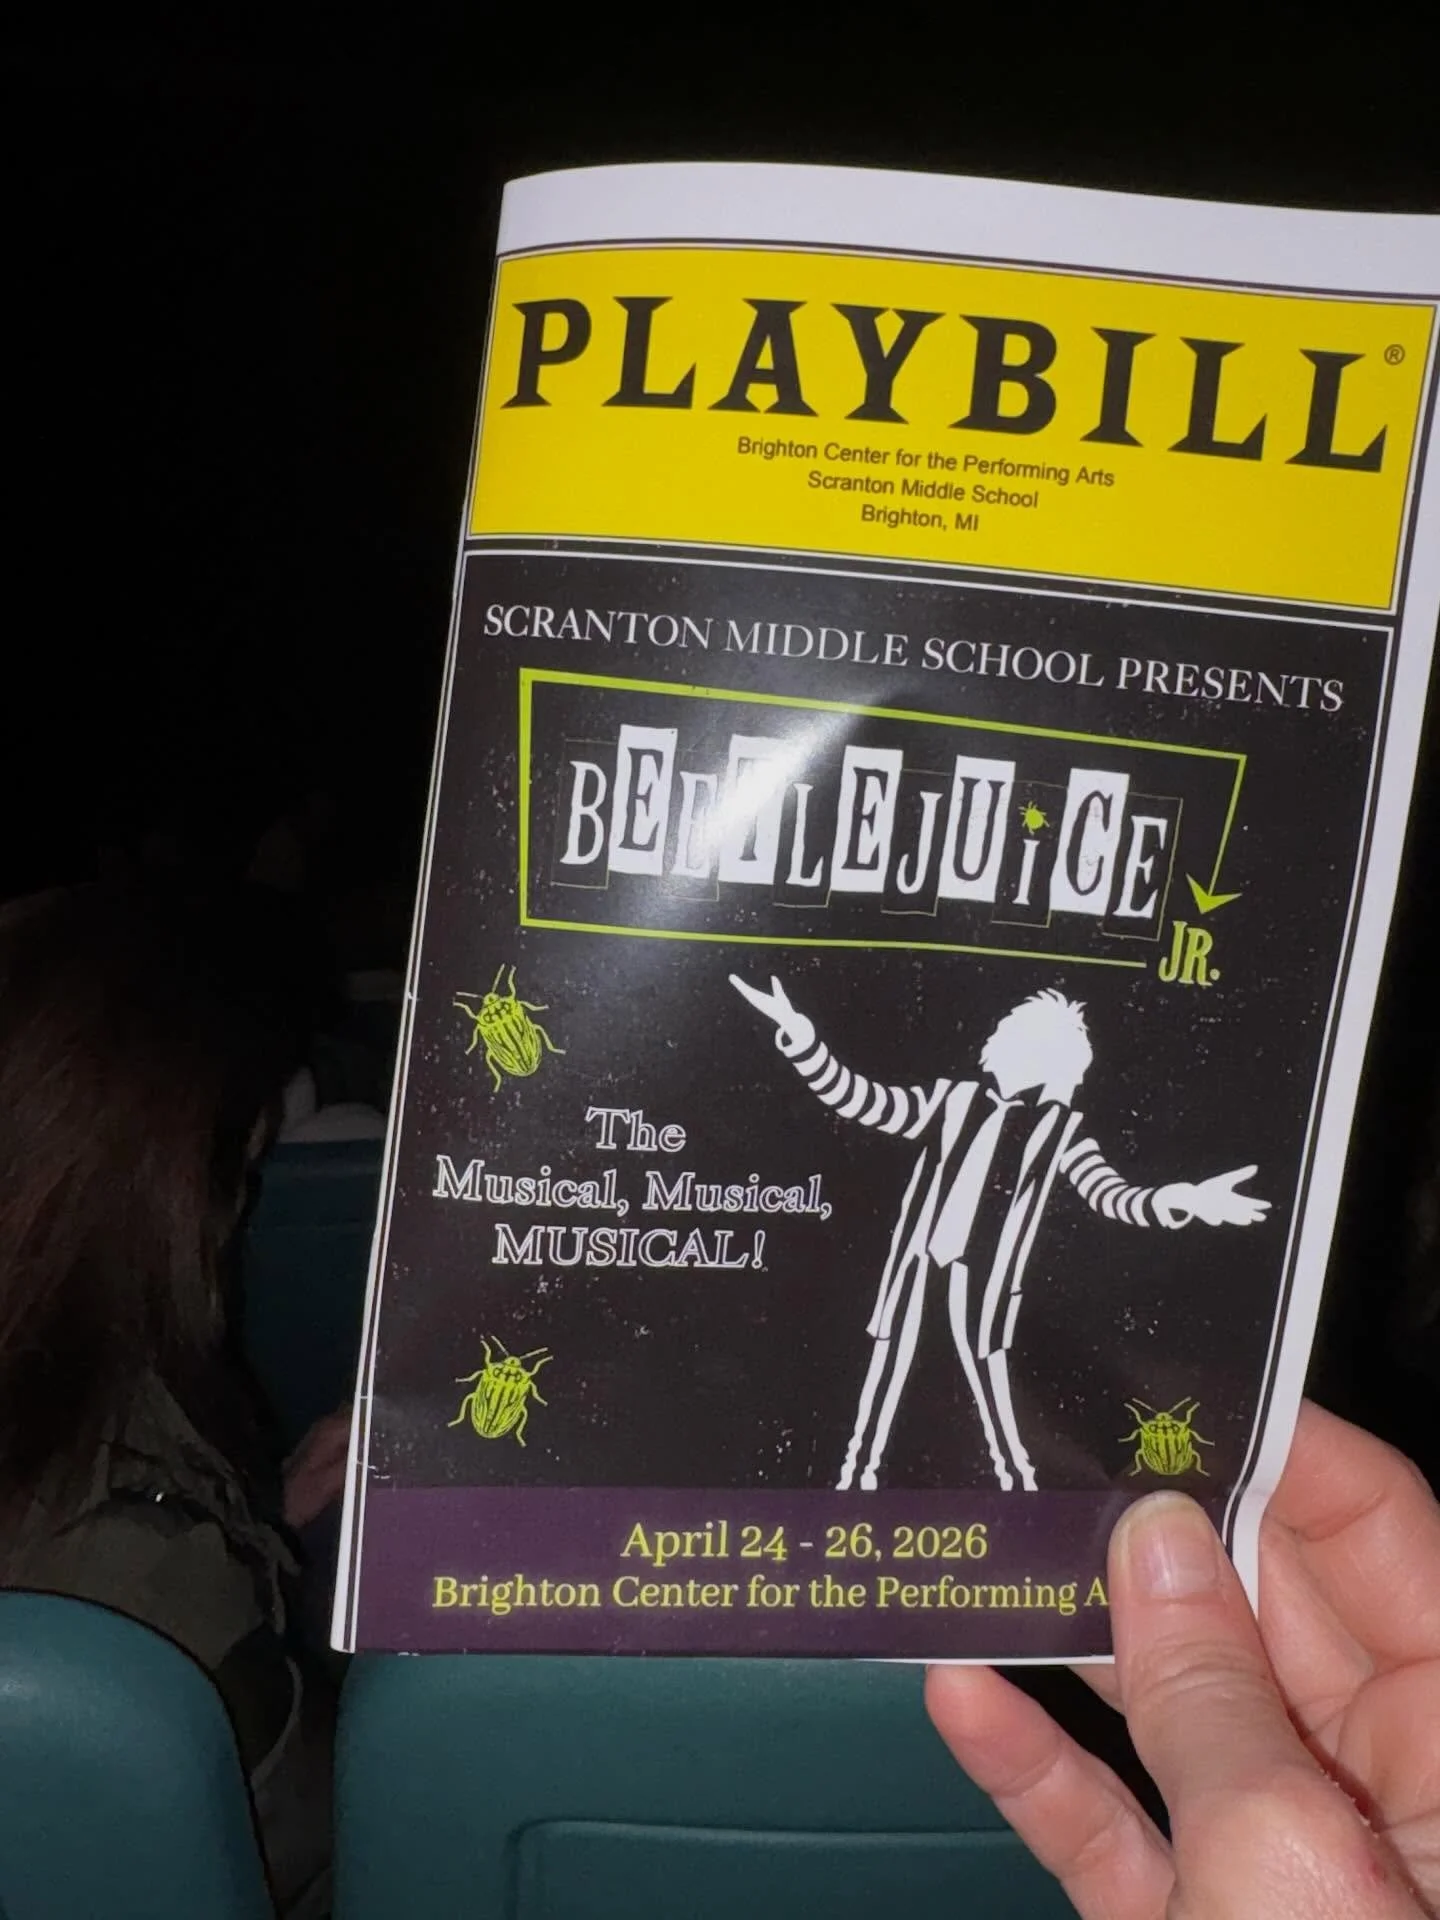 PLAYBILL®
Brighton Center for the Performing Arts
Scranton Middle School
Brighton, MI
SCRANTON MIDDLE SCHOOL PRESENTS
BEETLEJUiCE
JR.
The
Musical, Musical,
MUSICAL!
April 24 - 26, 2026
Brighton Center for the Performing